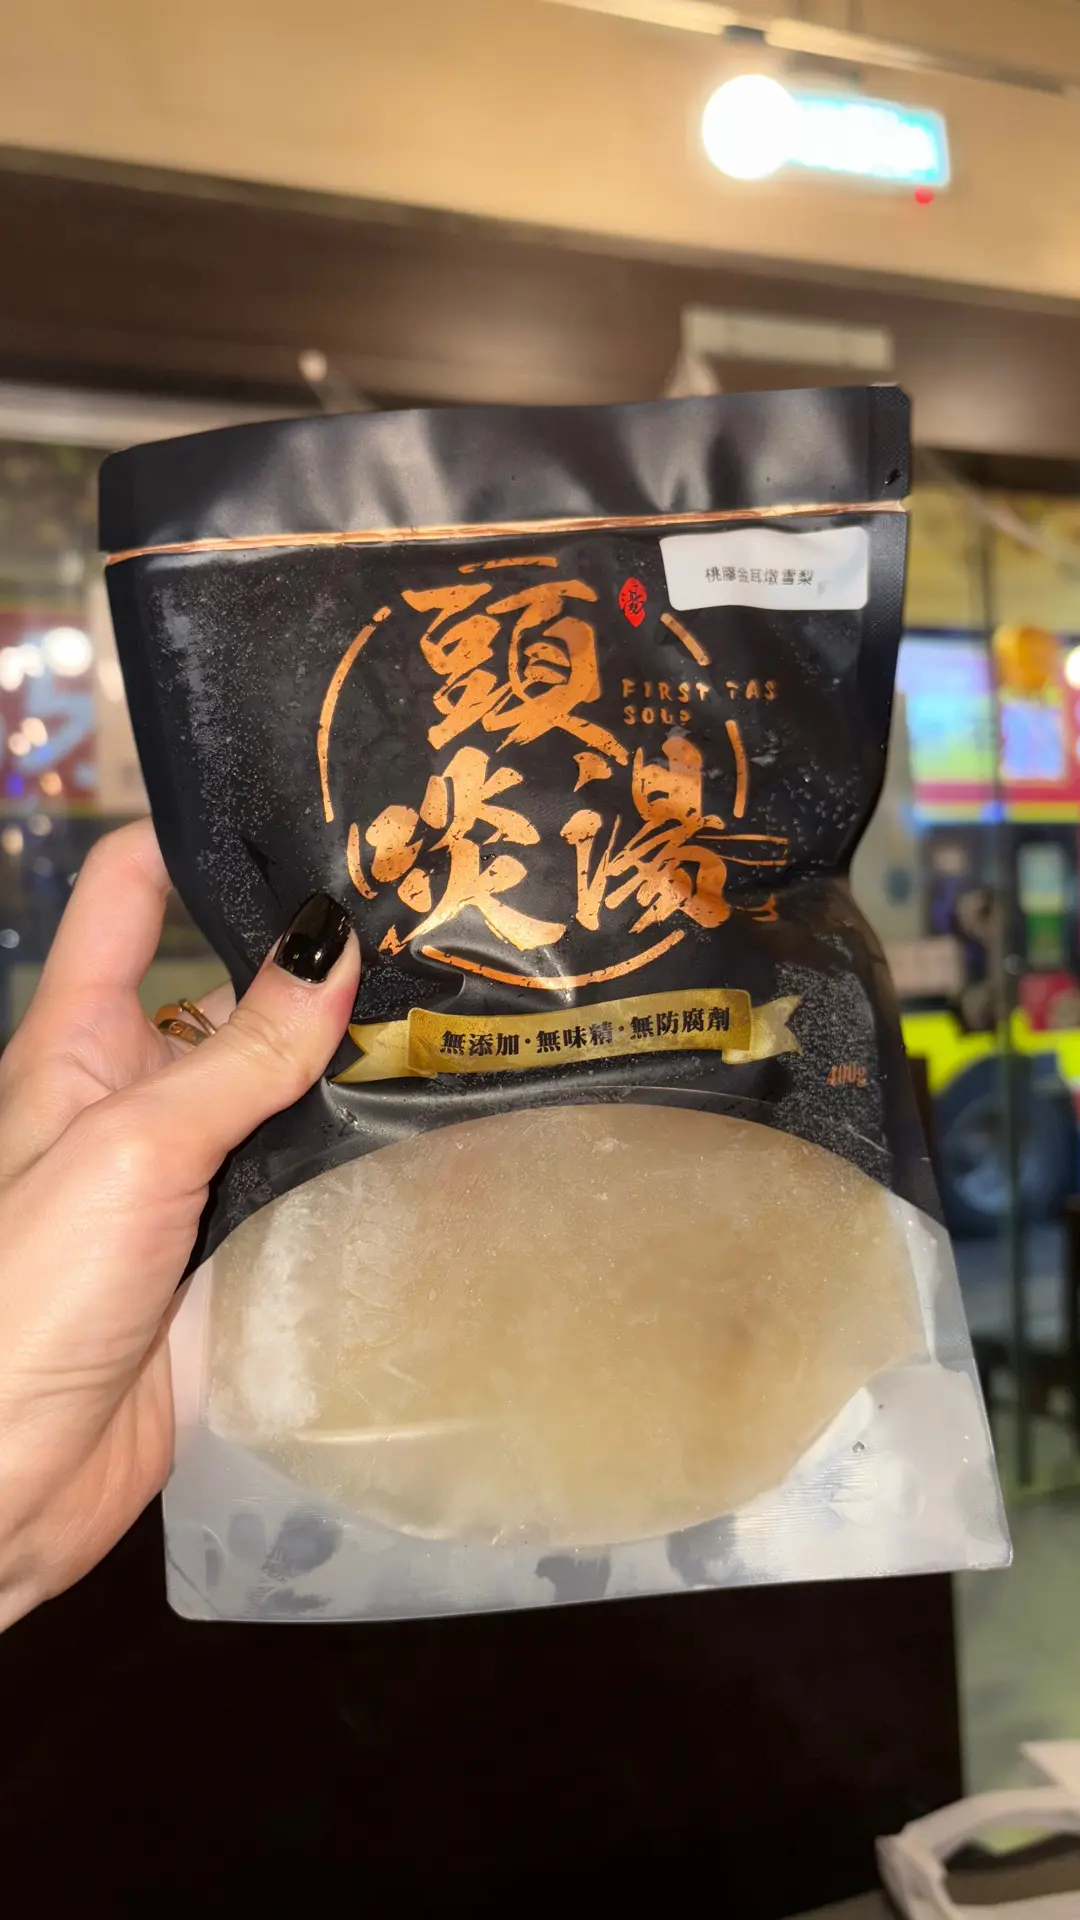 桃膠金耳燉雪梨
頭
湯
FIRST TAS
SOUP
啖湯
無添加·無味精·無防腐劑
400g